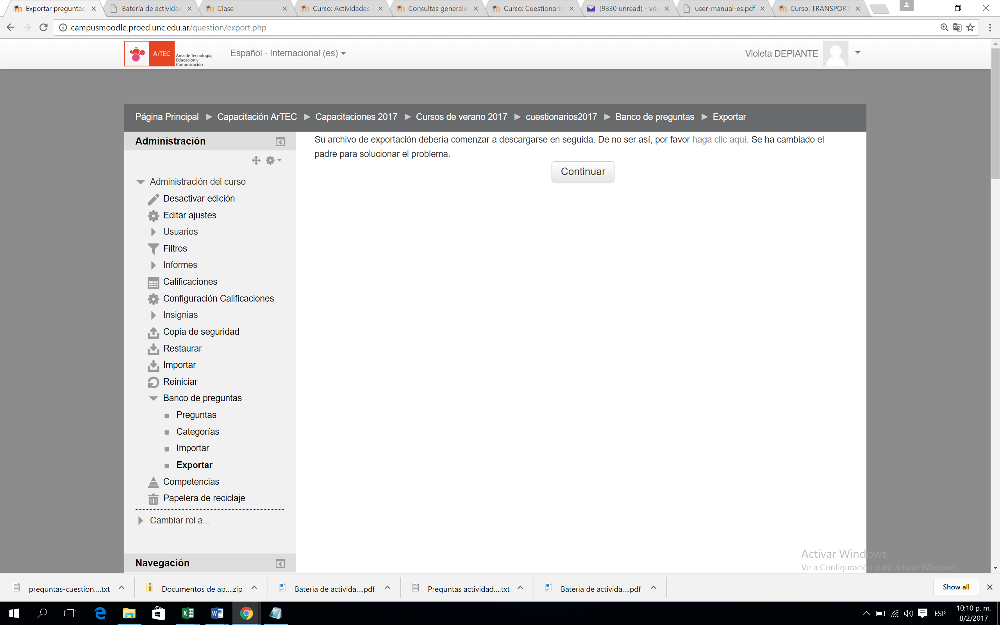 Exportar preguntas
Batería de actividad
Clase
Curso: Actividades
Consultas generale
Curso: Cuestionario
(9330 unread) - vde
user-manual-es.pdf
Curso: TRANSPORT
campusmoodle.proed.unc.edu.ar/question/export.php
ArTEC
Area de Tecnología,
Educación y
Comunicación
Español - Internacional (es)
Violeta DEPIANTE
Página Principal
Capacitación ArTEC
Capacitaciones 2017
Cursos de verano 2017
cuestionarios2017
Banco de preguntas
Exportar
Administración
Su archivo de exportación debería comenzar a descargarse en seguida. De no ser así, por favor haga clic aquí. Se ha cambiado el
padre para solucionar el problema.
Continuar
Administración del curso
Desactivar edición
Editar ajustes
Usuarios
Filtros
Informes
Calificaciones
Configuración Calificaciones
Insignias
Copia de seguridad
Restaurar
Importar
Reiniciar
Banco de preguntas
Preguntas
Categorías
Importar
Exportar
Competencias
Papelera de reciclaje
Cambiar rol a...
Navegación
Activar Windows
Ve a Configuración para activar Windows.
preguntas-cuestion....txt
Documentos de ap....zip
Batería de activida....pdf
Preguntas actividad....txt
Batería de activida....pdf
Show all
ESP
10:10 p. m.
8/2/2017